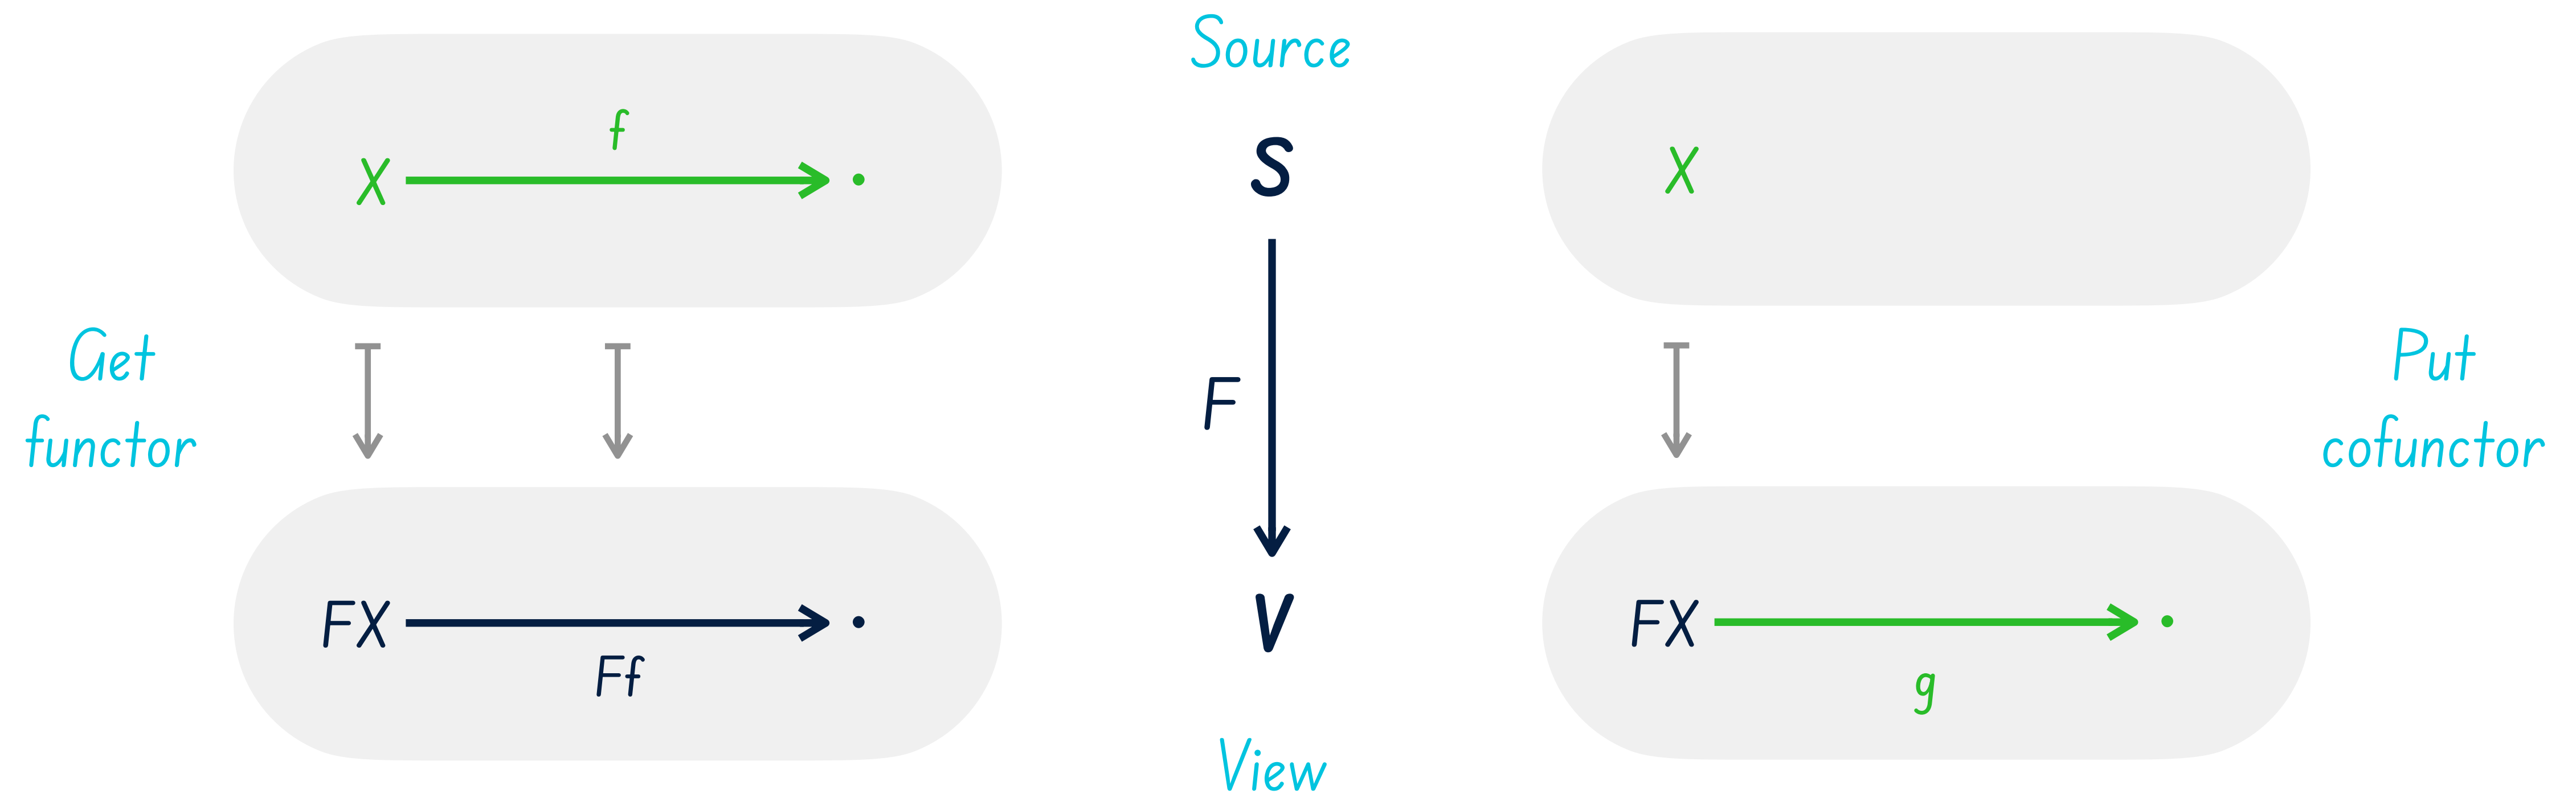 Source
f
X
S
X
Get
functor
F
Put
cofunctor
FX
Ff
V
FX
g
View